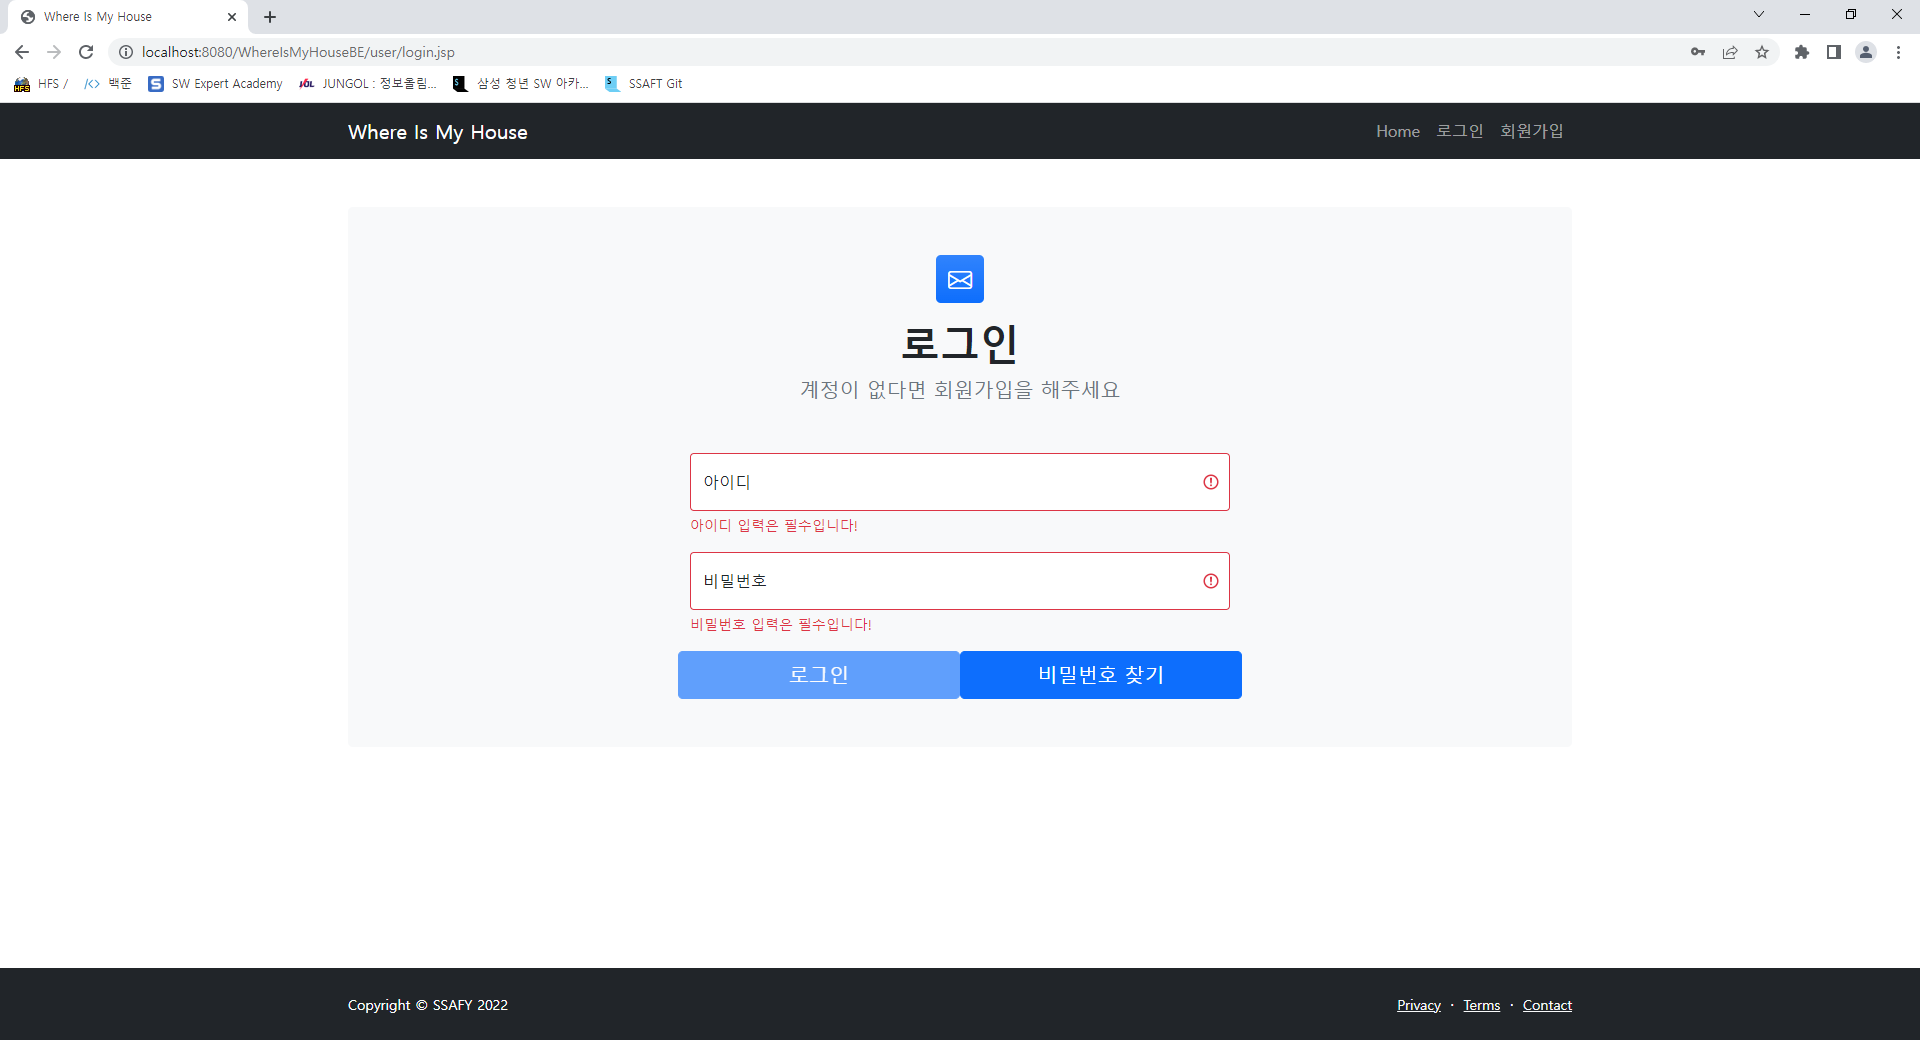 Where Is My House
localhost:8080/WhereIsMyHouseBE/user/login.jsp
HFS / 백준 SW Expert Academy JUNGOL : 정보올림... 삼성 청년 SW 아카... SSAFT Git
Where Is My House Home 로그인 회원가입
로그인
계정이 없다면 회원가입을 해주세요
아이디
아이디 입력은 필수입니다!
비밀번호
비밀번호 입력은 필수입니다!
로그인 비밀번호 찾기
Copyright © SSAFY 2022 Privacy · Terms · Contact